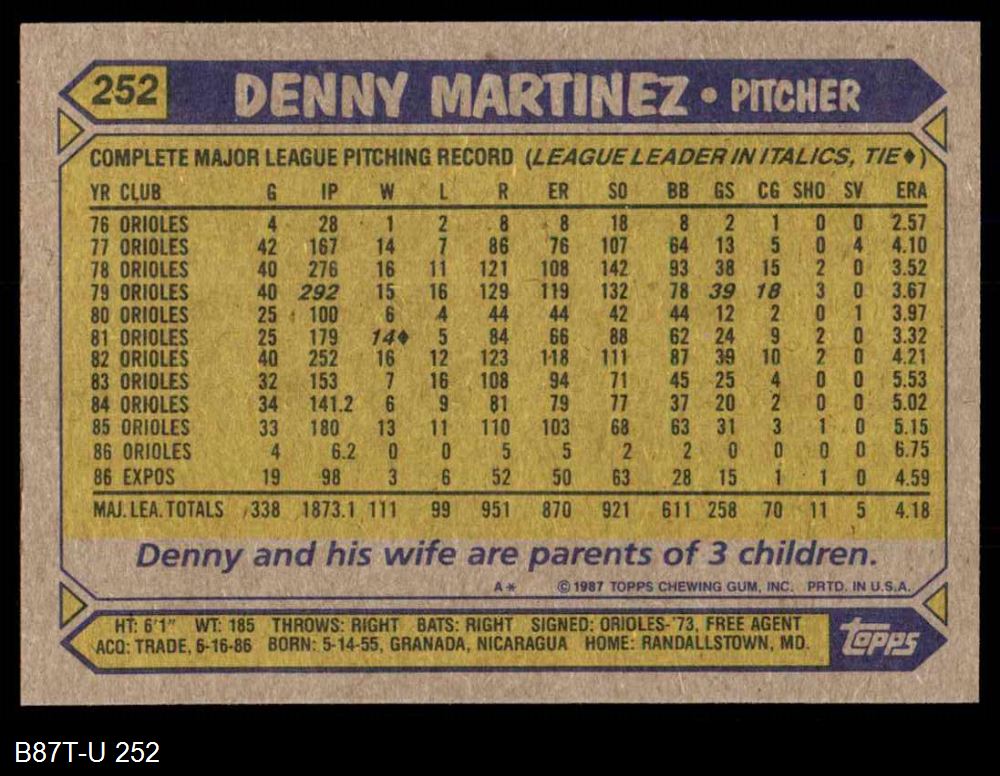 252 DENNY MARTINEZ • PITCHER
COMPLETE MAJOR LEAGUE PITCHING RECORD (LEAGUE LEADER IN ITALICS, TIE♦)
YR CLUB G IP W L R ER SO BB GS CG SHO SV ERA
76 ORIOLES 4 28 1 2 8 8 18 8 2 1 0 0 2.57
77 ORIOLES 42 167 14 7 86 76 107 64 13 5 0 4 4.10
78 ORIOLES 40 276 16 11 121 108 142 93 38 15 2 0 3.52
79 ORIOLES 40 292 15 16 129 119 132 78 39 18 3 0 3.67
80 ORIOLES 25 100 6 4 44 44 42 44 12 2 0 1 3.97
81 ORIOLES 25 179 14♦ 5 84 66 88 62 24 9 2 0 3.32
82 ORIOLES 40 252 16 12 123 118 111 87 39 10 2 0 4.21
83 ORIOLES 32 153 7 16 108 94 71 45 25 4 0 0 5.53
84 ORIOLES 34 141.2 6 9 81 79 77 37 20 2 0 0 5.02
85 ORIOLES 33 180 13 11 110 103 68 63 31 3 1 0 5.15
86 ORIOLES 4 6.2 0 0 5 5 2 2 0 0 0 0 6.75
86 EXPOS 19 98 3 6 52 50 63 28 15 1 1 0 4.59
MAJ. LEA. TOTALS 338 1873.1 111 99 951 870 921 611 258 70 11 5 4.18
Denny and his wife are parents of 3 children.
A* © 1987 TOPPS CHEWING GUM, INC. PRTD. IN U.S.A.
HT: 6'1" WT: 185 THROWS: RIGHT BATS: RIGHT SIGNED: ORIOLES-'73, FREE AGENT
ACQ: TRADE, 6-16-86 BORN: 5-14-55, GRANADA, NICARAGUA HOME: RANDALLSTOWN, MD.
topps
B87T-U 252